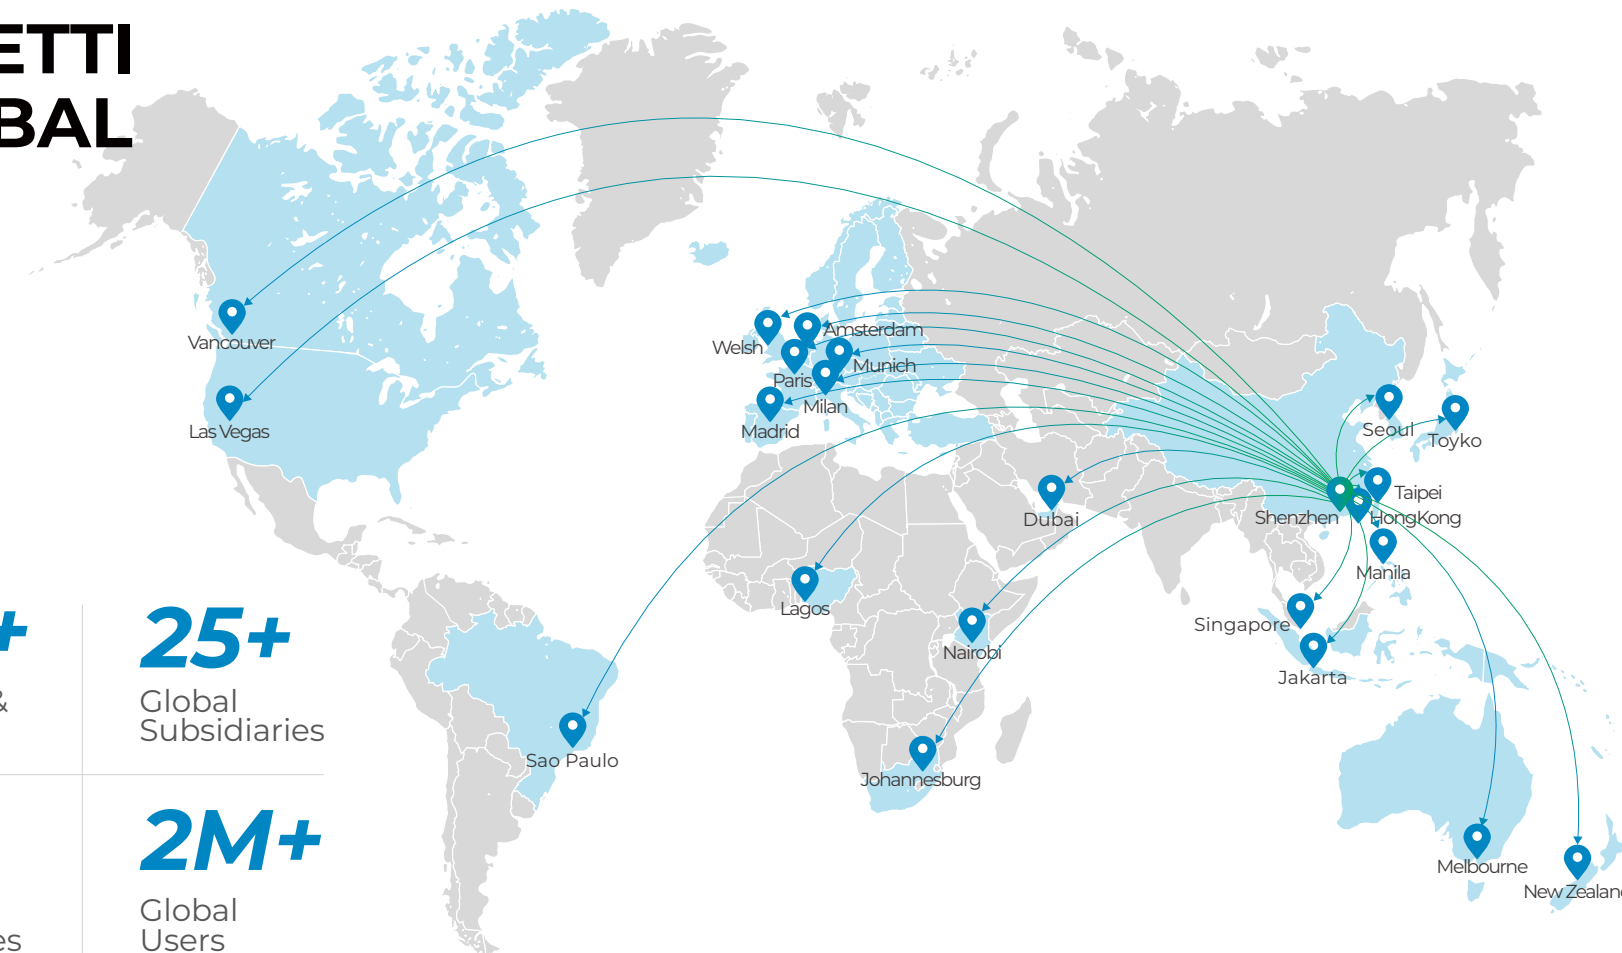 ETTI
BAL
Vancouver
Las Vegas
Welsh
Amsterdam
Paris
Munich
Milan
Madrid
Seoul
Toyko
Dubai
Taipei
Shenzhen
HongKong
Manila
Lagos
Nairobi
Singapore
Jakarta
Sao Paulo
Johannesburg
Melbourne
New Zealan
+
25+
&
Global
Subsidiaries
2M+
es
Global
Users